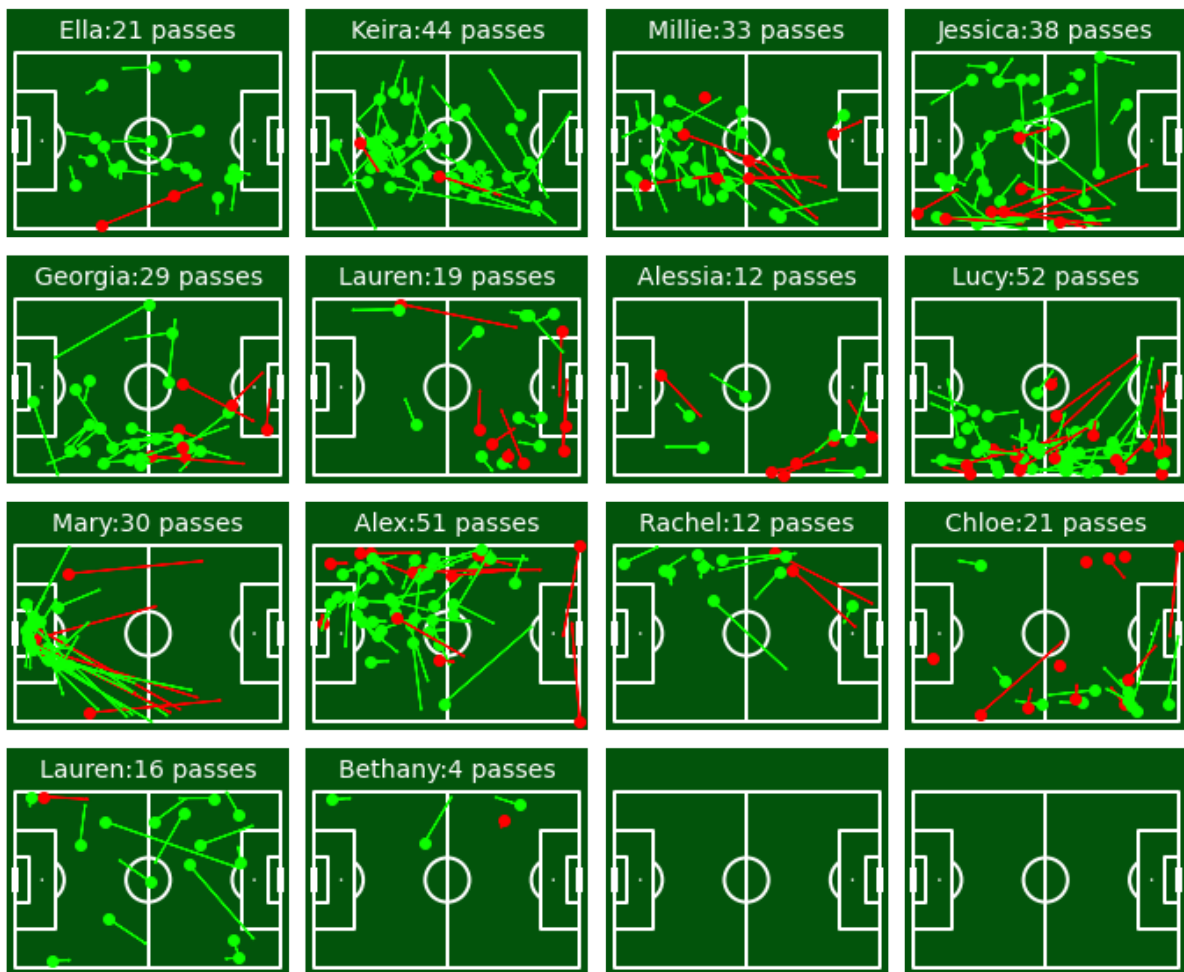 Ella:21 passes
Keira:44 passes
Millie:33 passes
Jessica:38 passes
Georgia:29 passes
Lauren:19 passes
Alessia:12 passes
Lucy:52 passes
Mary:30 passes
Alex:51 passes
Rachel:12 passes
Chloe:21 passes
Lauren:16 passes
Bethany:4 passes